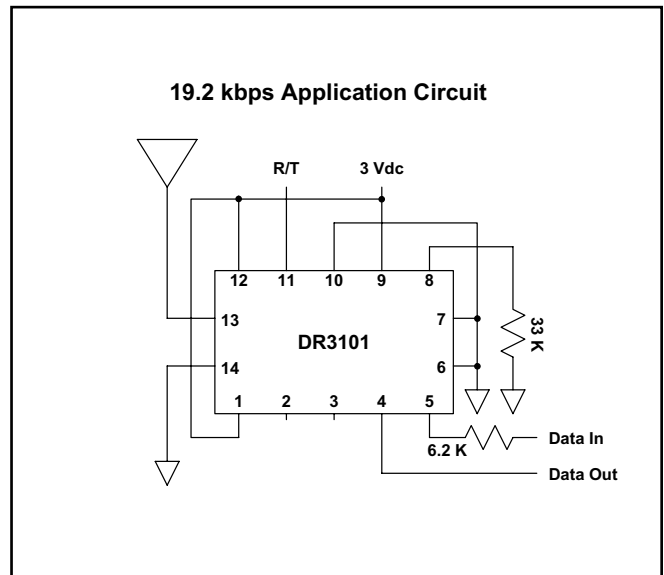 19.2 kbps Application Circuit
R/T 3 Vdc
12 11 10 9 8
13
7
33 K
DR3101
14
6
1 2 3 4 5
6.2 K
Data In
Data Out